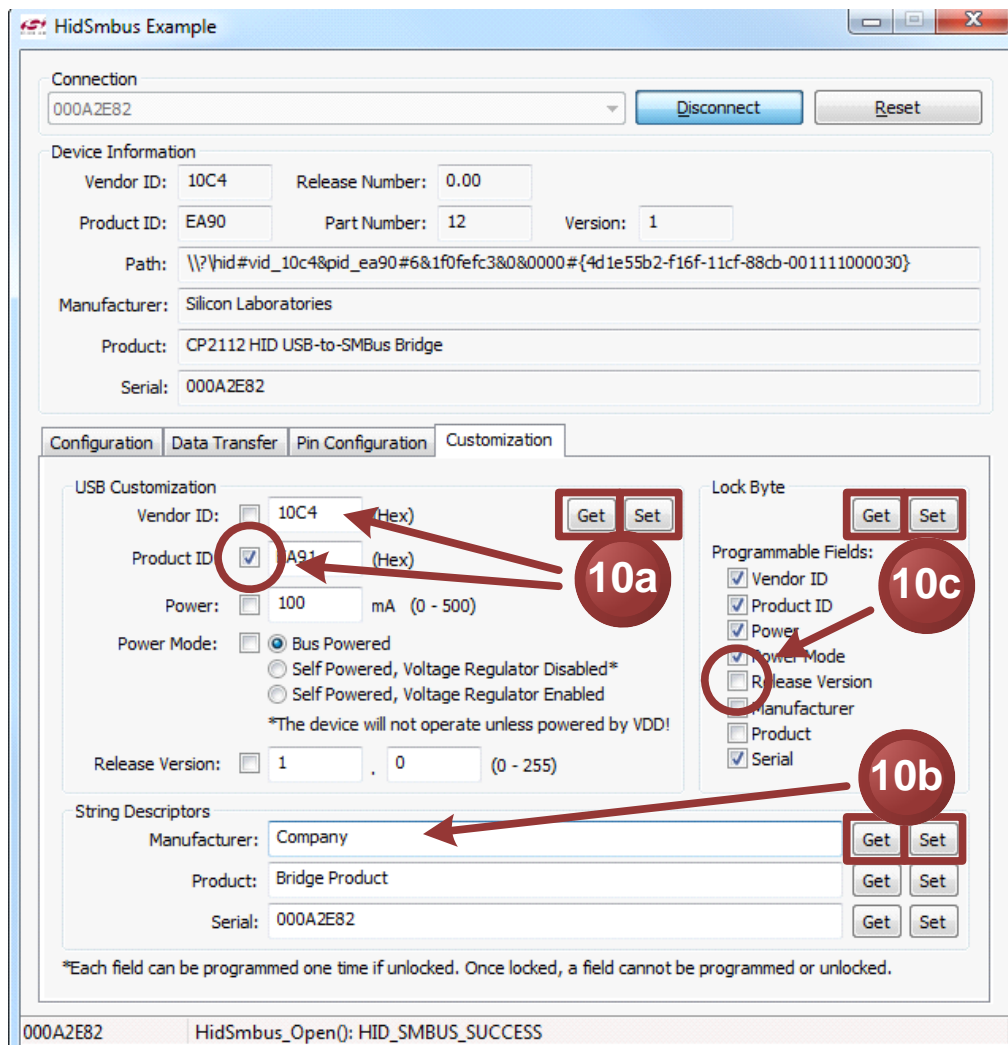 HidSmbus Example
Connection
000A2E82
Disconnect
Reset
Device Information
Vendor ID: 10C4 Release Number: 0.00
Product ID: EA90 Part Number: 12 Version: 1
Path: \\?\hid#vid_10c4&pid_ea90#6&1f0fefc3&0&0000#{4d1e55b2-f16f-11cf-88cb-001111000030}
Manufacturer: Silicon Laboratories
Product: CP2112 HID USB-to-SMBus Bridge
Serial: 000A2E82
Configuration Data Transfer Pin Configuration Customization
USB Customization
Vendor ID: 10C4 (Hex) Get Set
Product ID (Hex)
Power: 100 mA (0 - 500)
Power Mode: Bus Powered
Self Powered, Voltage Regulator Disabled*
Self Powered, Voltage Regulator Enabled
*The device will not operate unless powered by VDD!
Release Version: 1 . 0 (0 - 255)
10a
Lock Byte
Get Set
Programmable Fields:
Vendor ID
Product ID
Power
Power Mode
Release Version
Manufacturer
Product
Serial
10c
10b
String Descriptors
Manufacturer: Company Get Set
Product: Bridge Product Get Set
Serial: 000A2E82 Get Set
*Each field can be programmed one time if unlocked. Once locked, a field cannot be programmed or unlocked.
000A2E82 HidSmbus_Open(): HID_SMBUS_SUCCESS